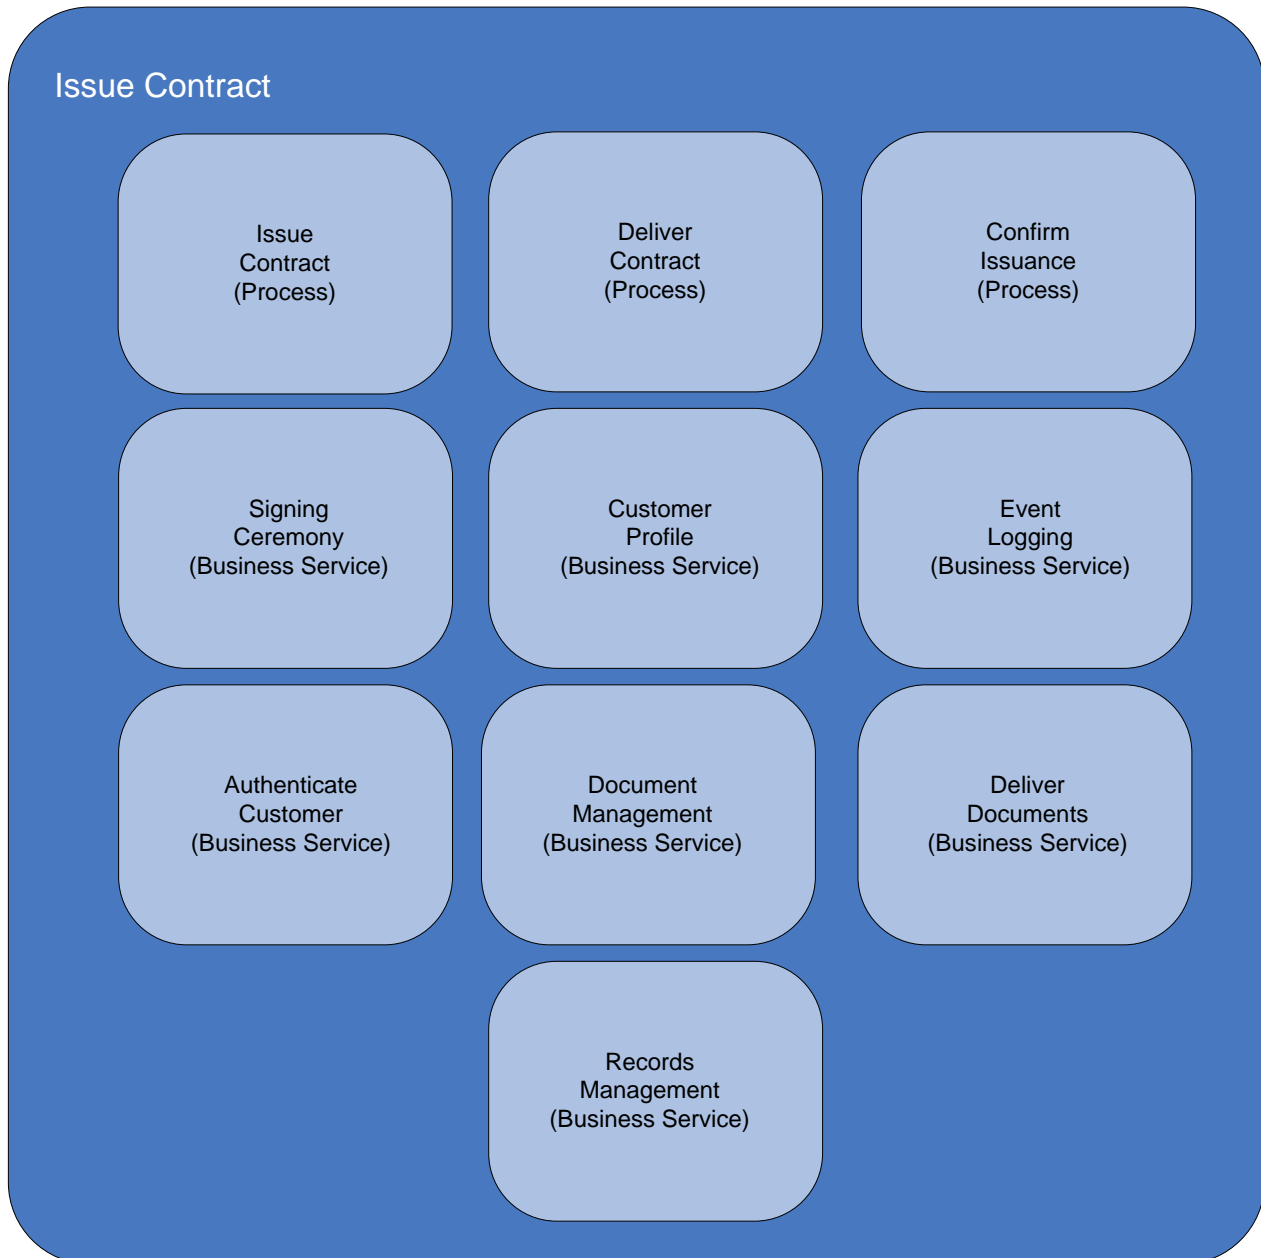 Issue Contract
Issue
Contract
(Process)
Deliver
Contract
(Process)
Confirm
Issuance
(Process)
Signing
Ceremony
(Business Service)
Customer
Profile
(Business Service)
Event
Logging
(Business Service)
Authenticate
Customer
(Business Service)
Document
Management
(Business Service)
Deliver
Documents
(Business Service)
Records
Management
(Business Service)